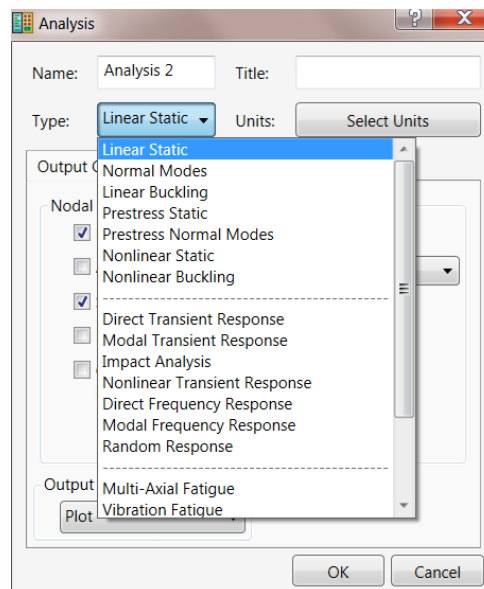 Analysis
Name: Analysis 2 Title:
Type: Linear Static Units: Select Units
Linear Static
Output
Normal Modes
Linear Buckling
Nodal
Prestress Static
Prestress Normal Modes
Nonlinear Static
Nonlinear Buckling
Direct Transient Response
Modal Transient Response
Impact Analysis
Nonlinear Transient Response
Direct Frequency Response
Modal Frequency Response
Random Response
Output
Multi-Axial Fatigue
Vibration Fatigue
Plot
OK Cancel